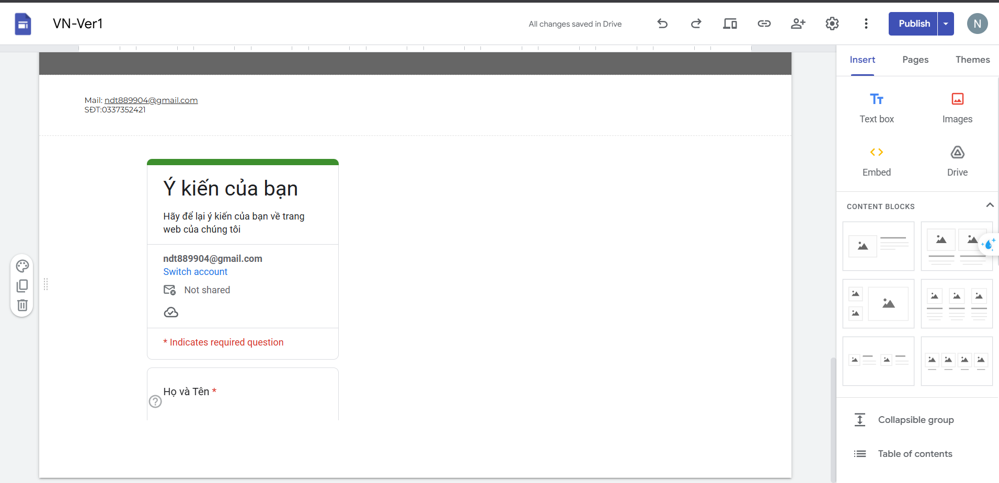 VN-Ver1
All changes saved in Drive
Publish
N
Insert
Pages
Themes
Mail: ndt889904@gmail.com
SĐT:0337352421
Text box
Images
Embed
Drive
CONTENT BLOCKS
Ý kiến của bạn
Hãy để lại ý kiến của bạn về trang
web của chúng tôi
ndt889904@gmail.com
Switch account
Not shared
* Indicates required question
Họ và Tên *
Collapsible group
Table of contents